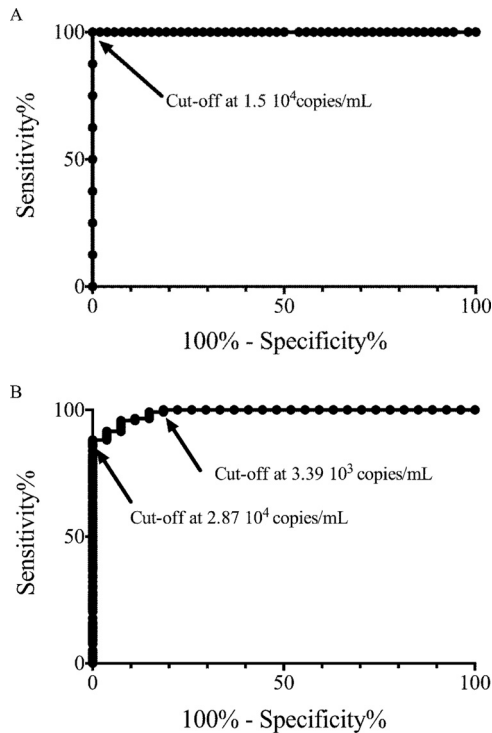 A
100
50
0
Sensitivity%
Cut-off at 1.5 10⁴copies/mL
0 50 100
100% - Specificity%
B
100
50
0
Sensitivity%
Cut-off at 3.39 10³ copies/mL
Cut-off at 2.87 10⁴ copies/mL
0 50 100
100% - Specificity%